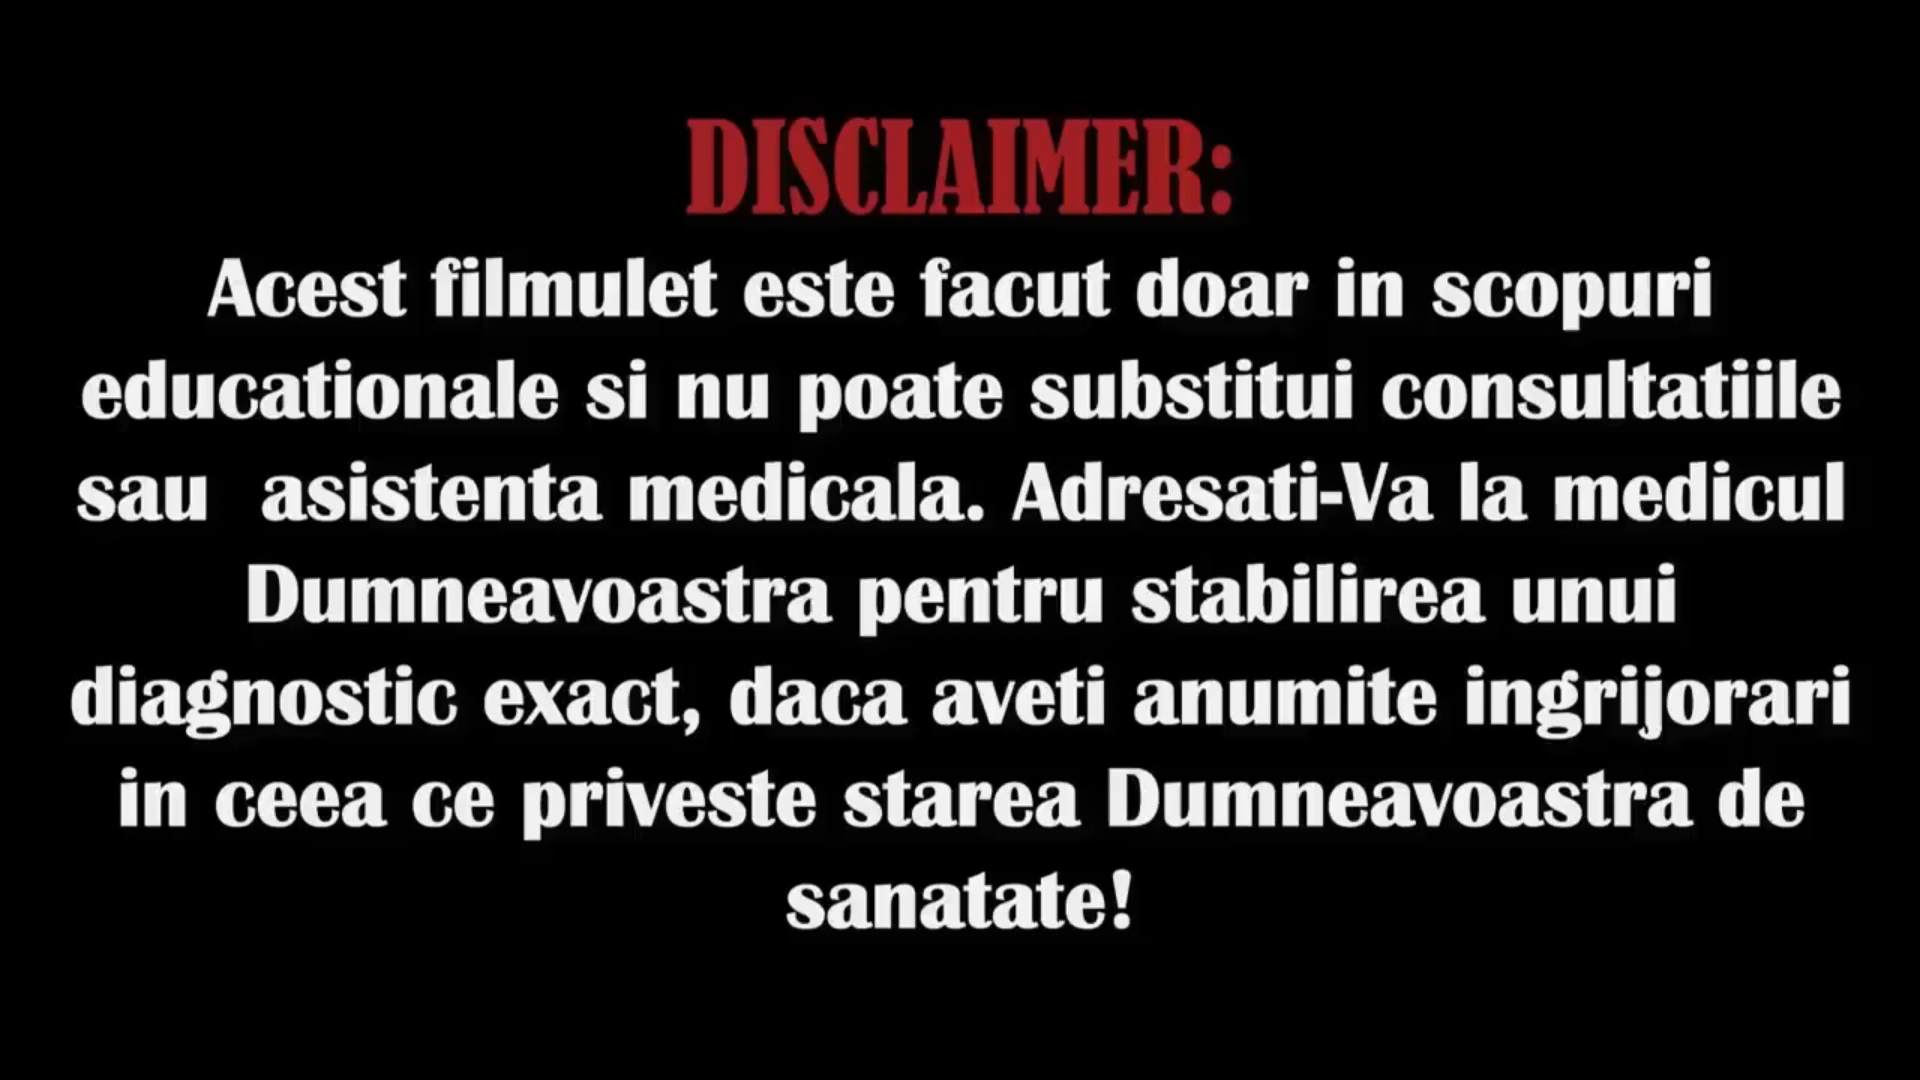 DISCLAIMER:
Acest filmulet este facut doar in scopuri
educationale si nu poate substitui consultatiile
sau  asistenta medicala. Adresati-Va la medicul
Dumneavoastra pentru stabilirea unui
diagnostic exact, daca aveti anumite ingrijorari
in ceea ce priveste starea Dumneavoastra de
sanatate!